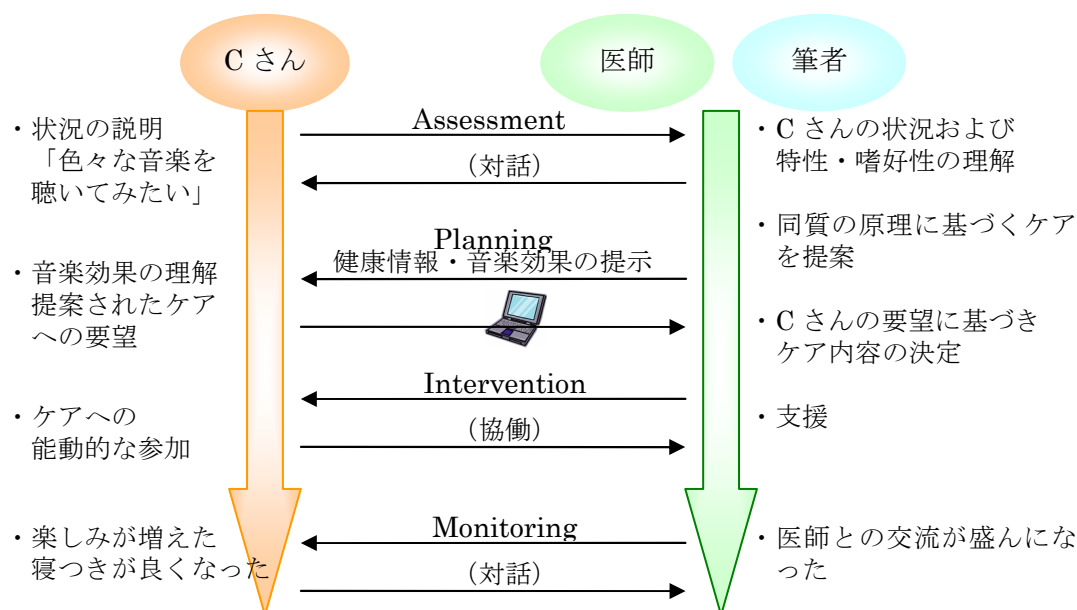 Cさん
医師
筆者
・状況の説明
「色々な音楽を
聴いてみたい」
Assessment
(対話)
・Cさんの状況および
特性・嗜好性の理解
・同質の原理に基づくケア
を提案
Planning
健康情報・音楽効果の提示
・音楽効果の理解
提案されたケア
への要望
・Cさんの要望に基づき
ケア内容の決定
Intervention
(協働)
・ケアへの
能動的な参加
・支援
Monitoring
(対話)
・楽しみが増えた
寝つきが良くなった
・医師との交流が盛んにな
った